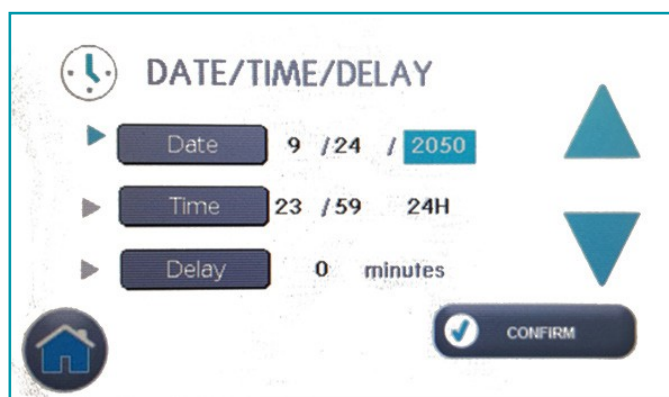 DATE/TIME/DELAY
Date 9 /24 / 2050
Time 23 /59 24H
Delay 0 minutes
CONFIRM